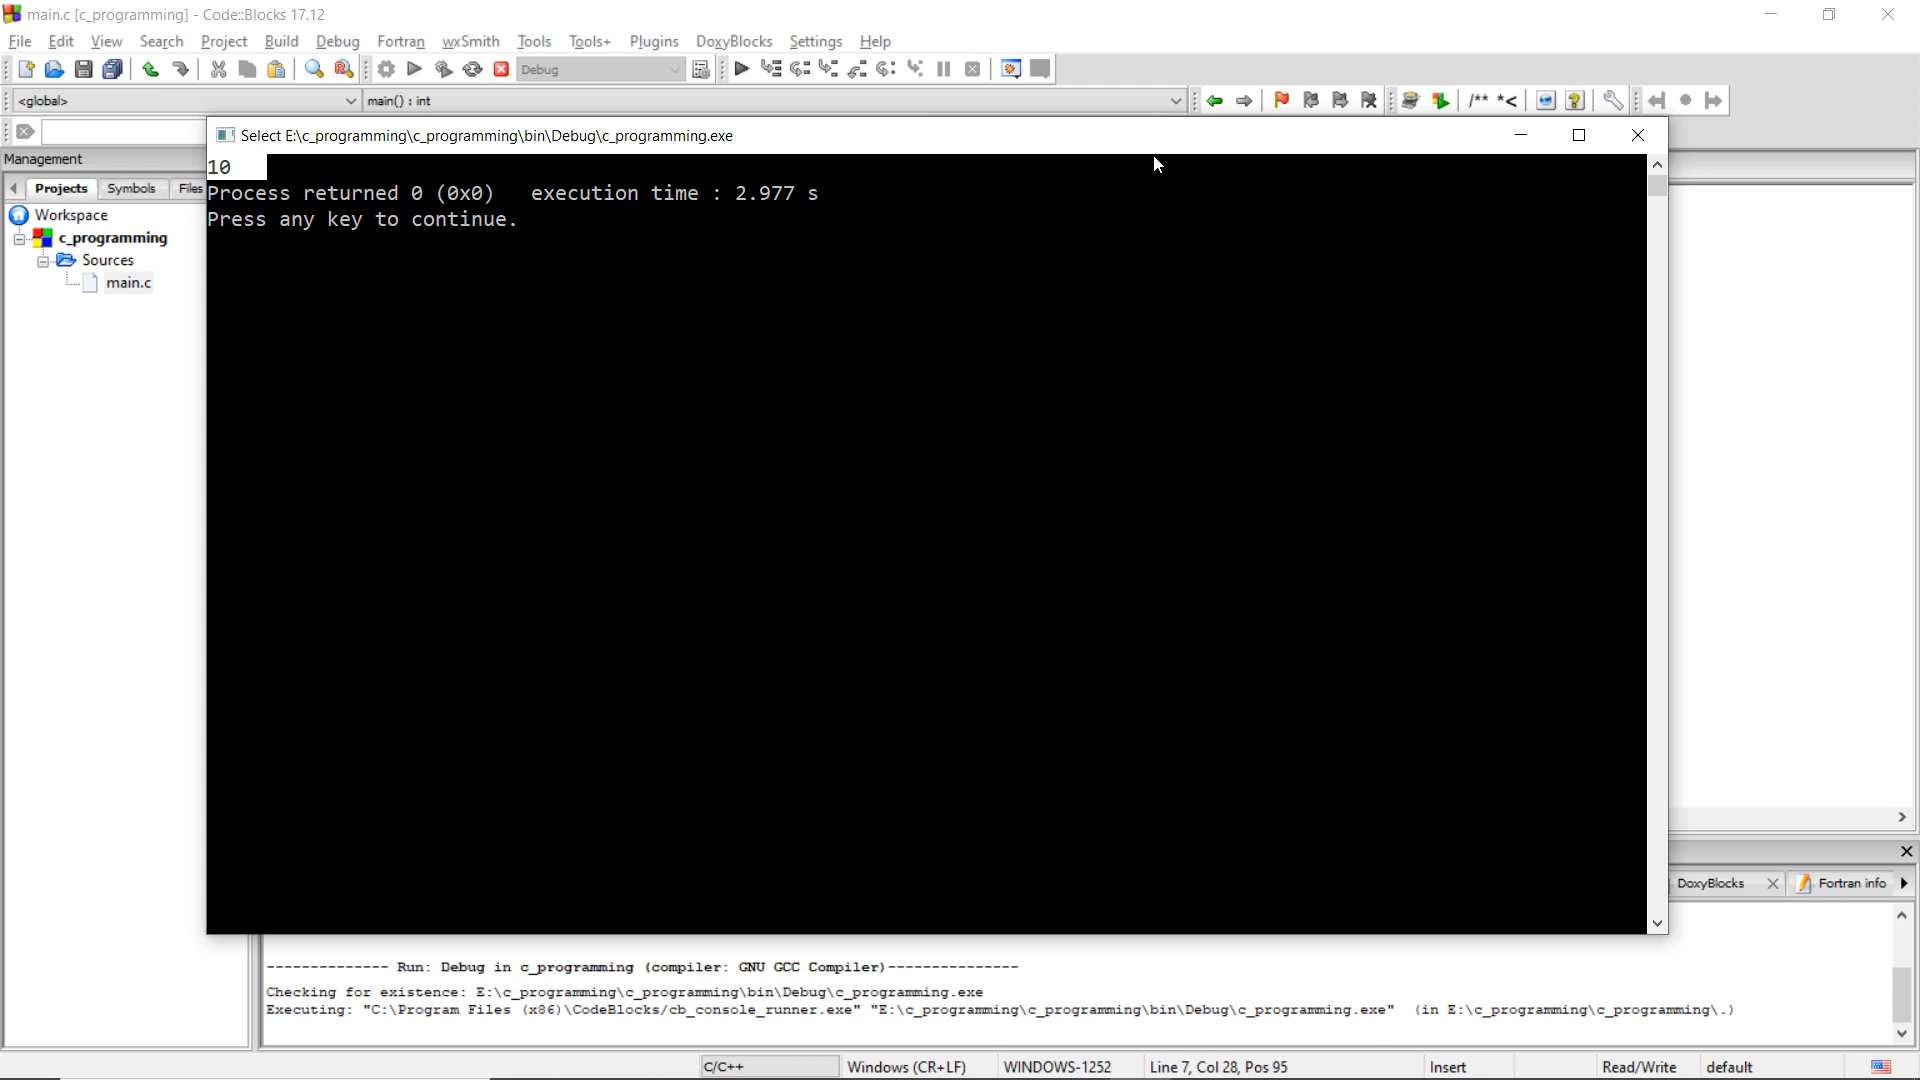 main.c [c_programming] - Code::Blocks 17.12
File Edit View Search Project Build Debug Fortran wxSmith Tools Tools+ Plugins DoxyBlocks Settings Help
Debug
<global> main() : int /** *<
Select E:\c_programming\c_programming\bin\Debug\c_programming.exe
Management
10
Projects Symbols Files
Process returned 0 (0x0)   execution time : 2.977 s
Press any key to continue.
Workspace
c_programming
Sources
main.c
DoxyBlocks Fortran info
-------------- Run: Debug in c_programming (compiler: GNU GCC Compiler)---------------
Checking for existence: E:\c_programming\c_programming\bin\Debug\c_programming.exe
Executing: "C:\Program Files (x86)\CodeBlocks/cb_console_runner.exe" "E:\c_programming\c_programming\bin\Debug\c_programming.exe"  (in E:\c_programming\c_programming\.)
C/C++ Windows (CR+LF) WINDOWS-1252 Line 7, Col 28, Pos 95 Insert Read/Write default